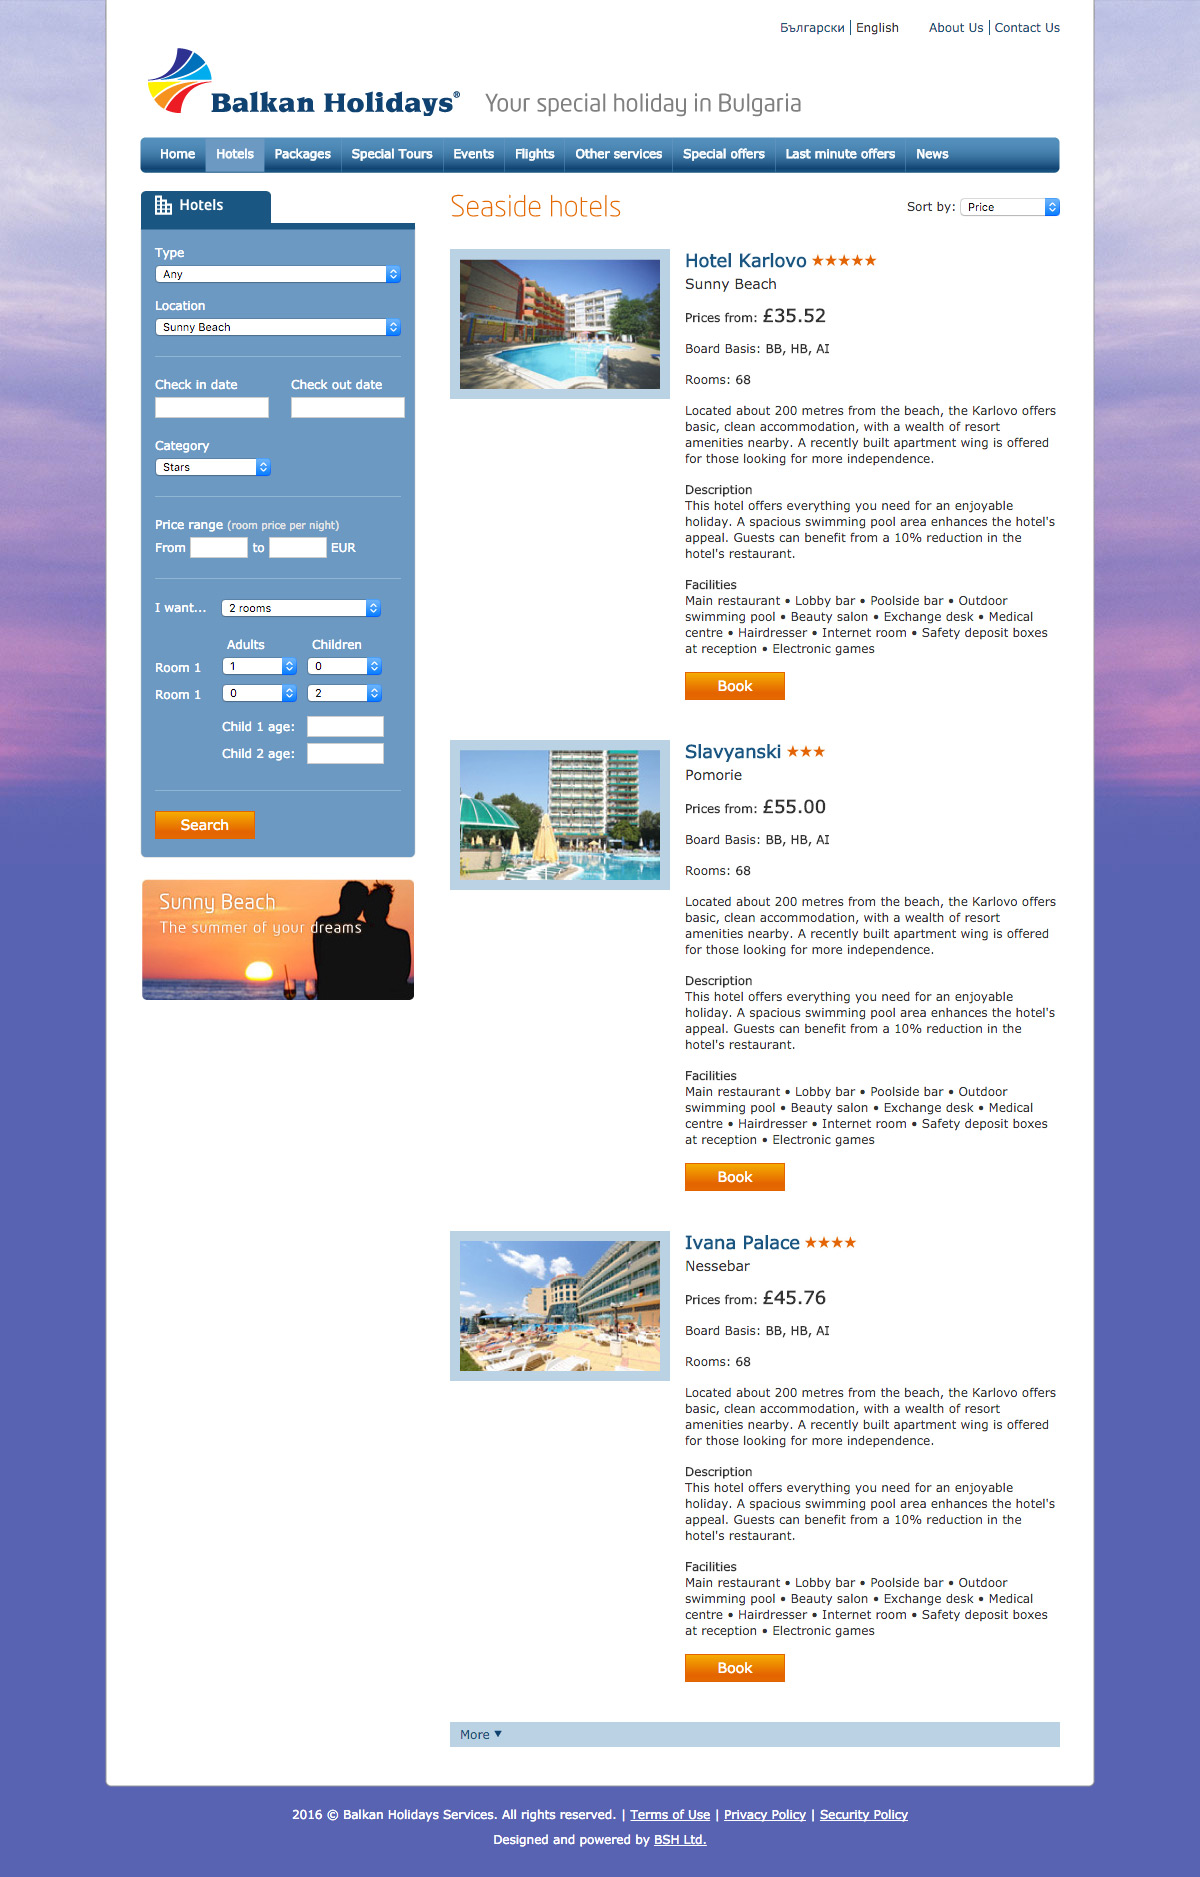 Български | English About Us | Contact Us
Balkan Holidays® Your special holiday in Bulgaria
Home Hotels Packages Special Tours Events Flights Other services Special offers Last minute offers News
Hotels
Type
Any
Location
Sunny Beach
Check in date Check out date
Category
Stars
Price range (room price per night)
From to EUR
I want... 2 rooms
Adults Children
Room 1 1 0
Room 1 0 2
Child 1 age:
Child 2 age:
Search
Sunny Beach
The summer of your dreams
Seaside hotels
Sort by: Price
Hotel Karlovo ★★★★★
Sunny Beach
Prices from: £35.52
Board Basis: BB, HB, AI
Rooms: 68
Located about 200 metres from the beach, the Karlovo offers
basic, clean accommodation, with a wealth of resort
amenities nearby. A recently built apartment wing is offered
for those looking for more independence.
Description
This hotel offers everything you need for an enjoyable
holiday. A spacious swimming pool area enhances the hotel's
appeal. Guests can benefit from a 10% reduction in the
hotel's restaurant.
Facilities
Main restaurant • Lobby bar • Poolside bar • Outdoor
swimming pool • Beauty salon • Exchange desk • Medical
centre • Hairdresser • Internet room • Safety deposit boxes
at reception • Electronic games
Book
Slavyanski ★★★
Pomorie
Prices from: £55.00
Board Basis: BB, HB, AI
Rooms: 68
Located about 200 metres from the beach, the Karlovo offers
basic, clean accommodation, with a wealth of resort
amenities nearby. A recently built apartment wing is offered
for those looking for more independence.
Description
This hotel offers everything you need for an enjoyable
holiday. A spacious swimming pool area enhances the hotel's
appeal. Guests can benefit from a 10% reduction in the
hotel's restaurant.
Facilities
Main restaurant • Lobby bar • Poolside bar • Outdoor
swimming pool • Beauty salon • Exchange desk • Medical
centre • Hairdresser • Internet room • Safety deposit boxes
at reception • Electronic games
Book
Ivana Palace ★★★★
Nessebar
Prices from: £45.76
Board Basis: BB, HB, AI
Rooms: 68
Located about 200 metres from the beach, the Karlovo offers
basic, clean accommodation, with a wealth of resort
amenities nearby. A recently built apartment wing is offered
for those looking for more independence.
Description
This hotel offers everything you need for an enjoyable
holiday. A spacious swimming pool area enhances the hotel's
appeal. Guests can benefit from a 10% reduction in the
hotel's restaurant.
Facilities
Main restaurant • Lobby bar • Poolside bar • Outdoor
swimming pool • Beauty salon • Exchange desk • Medical
centre • Hairdresser • Internet room • Safety deposit boxes
at reception • Electronic games
Book
More ▼
2016 © Balkan Holidays Services. All rights reserved. | Terms of Use | Privacy Policy | Security Policy
Designed and powered by BSH Ltd.